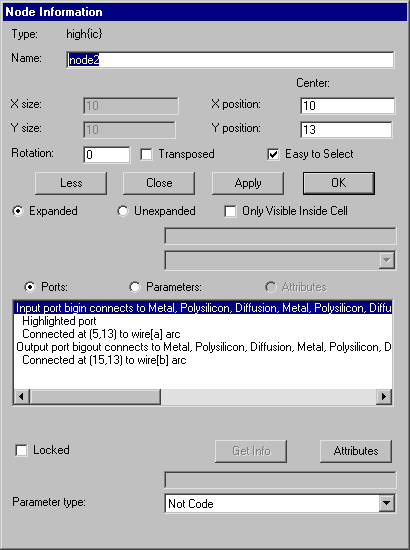 Node Information
Type: high{ic}
Name: node2
Center:
X size: 10 X position: 10
Y size: 10 Y position: 13
Rotation: 0 Transposed Easy to Select
Less Close Apply OK
Expanded Unexpanded Only Visible Inside Cell
Ports: Parameters: Attributes
Input port bigin connects to Metal, Polysilicon, Diffusion, Metal, Polysilicon, Diffu
Highlighted port
Connected at (5,13) to wire[a] arc
Output port bigout connects to Metal, Polysilicon, Diffusion, Metal, Polysilicon, D
Connected at (15,13) to wire[b] arc
Locked Get Info Attributes
Parameter type: Not Code